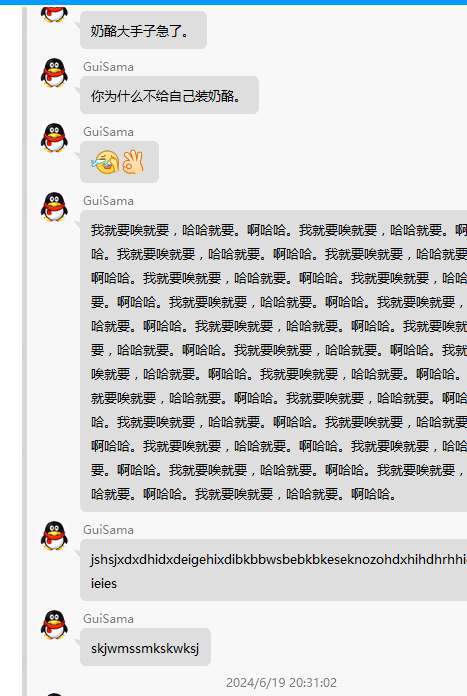 奶酪大手子急了。
GuiSama
你为什么不给自己装奶酪。
GuiSama
GuiSama
我就要唉就要，哈哈就要。啊哈哈。我就要唉就要，哈哈就要。啊
哈。我就要唉就要，哈哈就要。啊哈哈。我就要唉就要，哈哈就要
啊哈哈。我就要唉就要，哈哈就要。啊哈哈。我就要唉就要，哈哈
要。啊哈哈。我就要唉就要，哈哈就要。啊哈哈。我就要唉就要，
哈就要。啊哈哈。我就要唉就要，哈哈就要。啊哈哈。我就要唉就
要，哈哈就要。啊哈哈。我就要唉就要，哈哈就要。啊哈哈。我就
唉就要，哈哈就要。啊哈哈。我就要唉就要，哈哈就要。啊哈哈。
就要唉就要，哈哈就要。啊哈哈。我就要唉就要，哈哈就要。啊哈
哈。我就要唉就要，哈哈就要。啊哈哈。我就要唉就要，哈哈就要
啊哈哈。我就要唉就要，哈哈就要。啊哈哈。我就要唉就要，哈哈
要。啊哈哈。我就要唉就要，哈哈就要。啊哈哈。我就要唉就要，
哈就要。啊哈哈。我就要唉就要，哈哈就要。啊哈哈。
GuiSama
jshsjxdxdhidxdeigehixdibkbbwsbebkbkeseknozohdxhihdhrhhi
ieies
GuiSama
skjwmssmkskwksj
2024/6/19 20:31:02